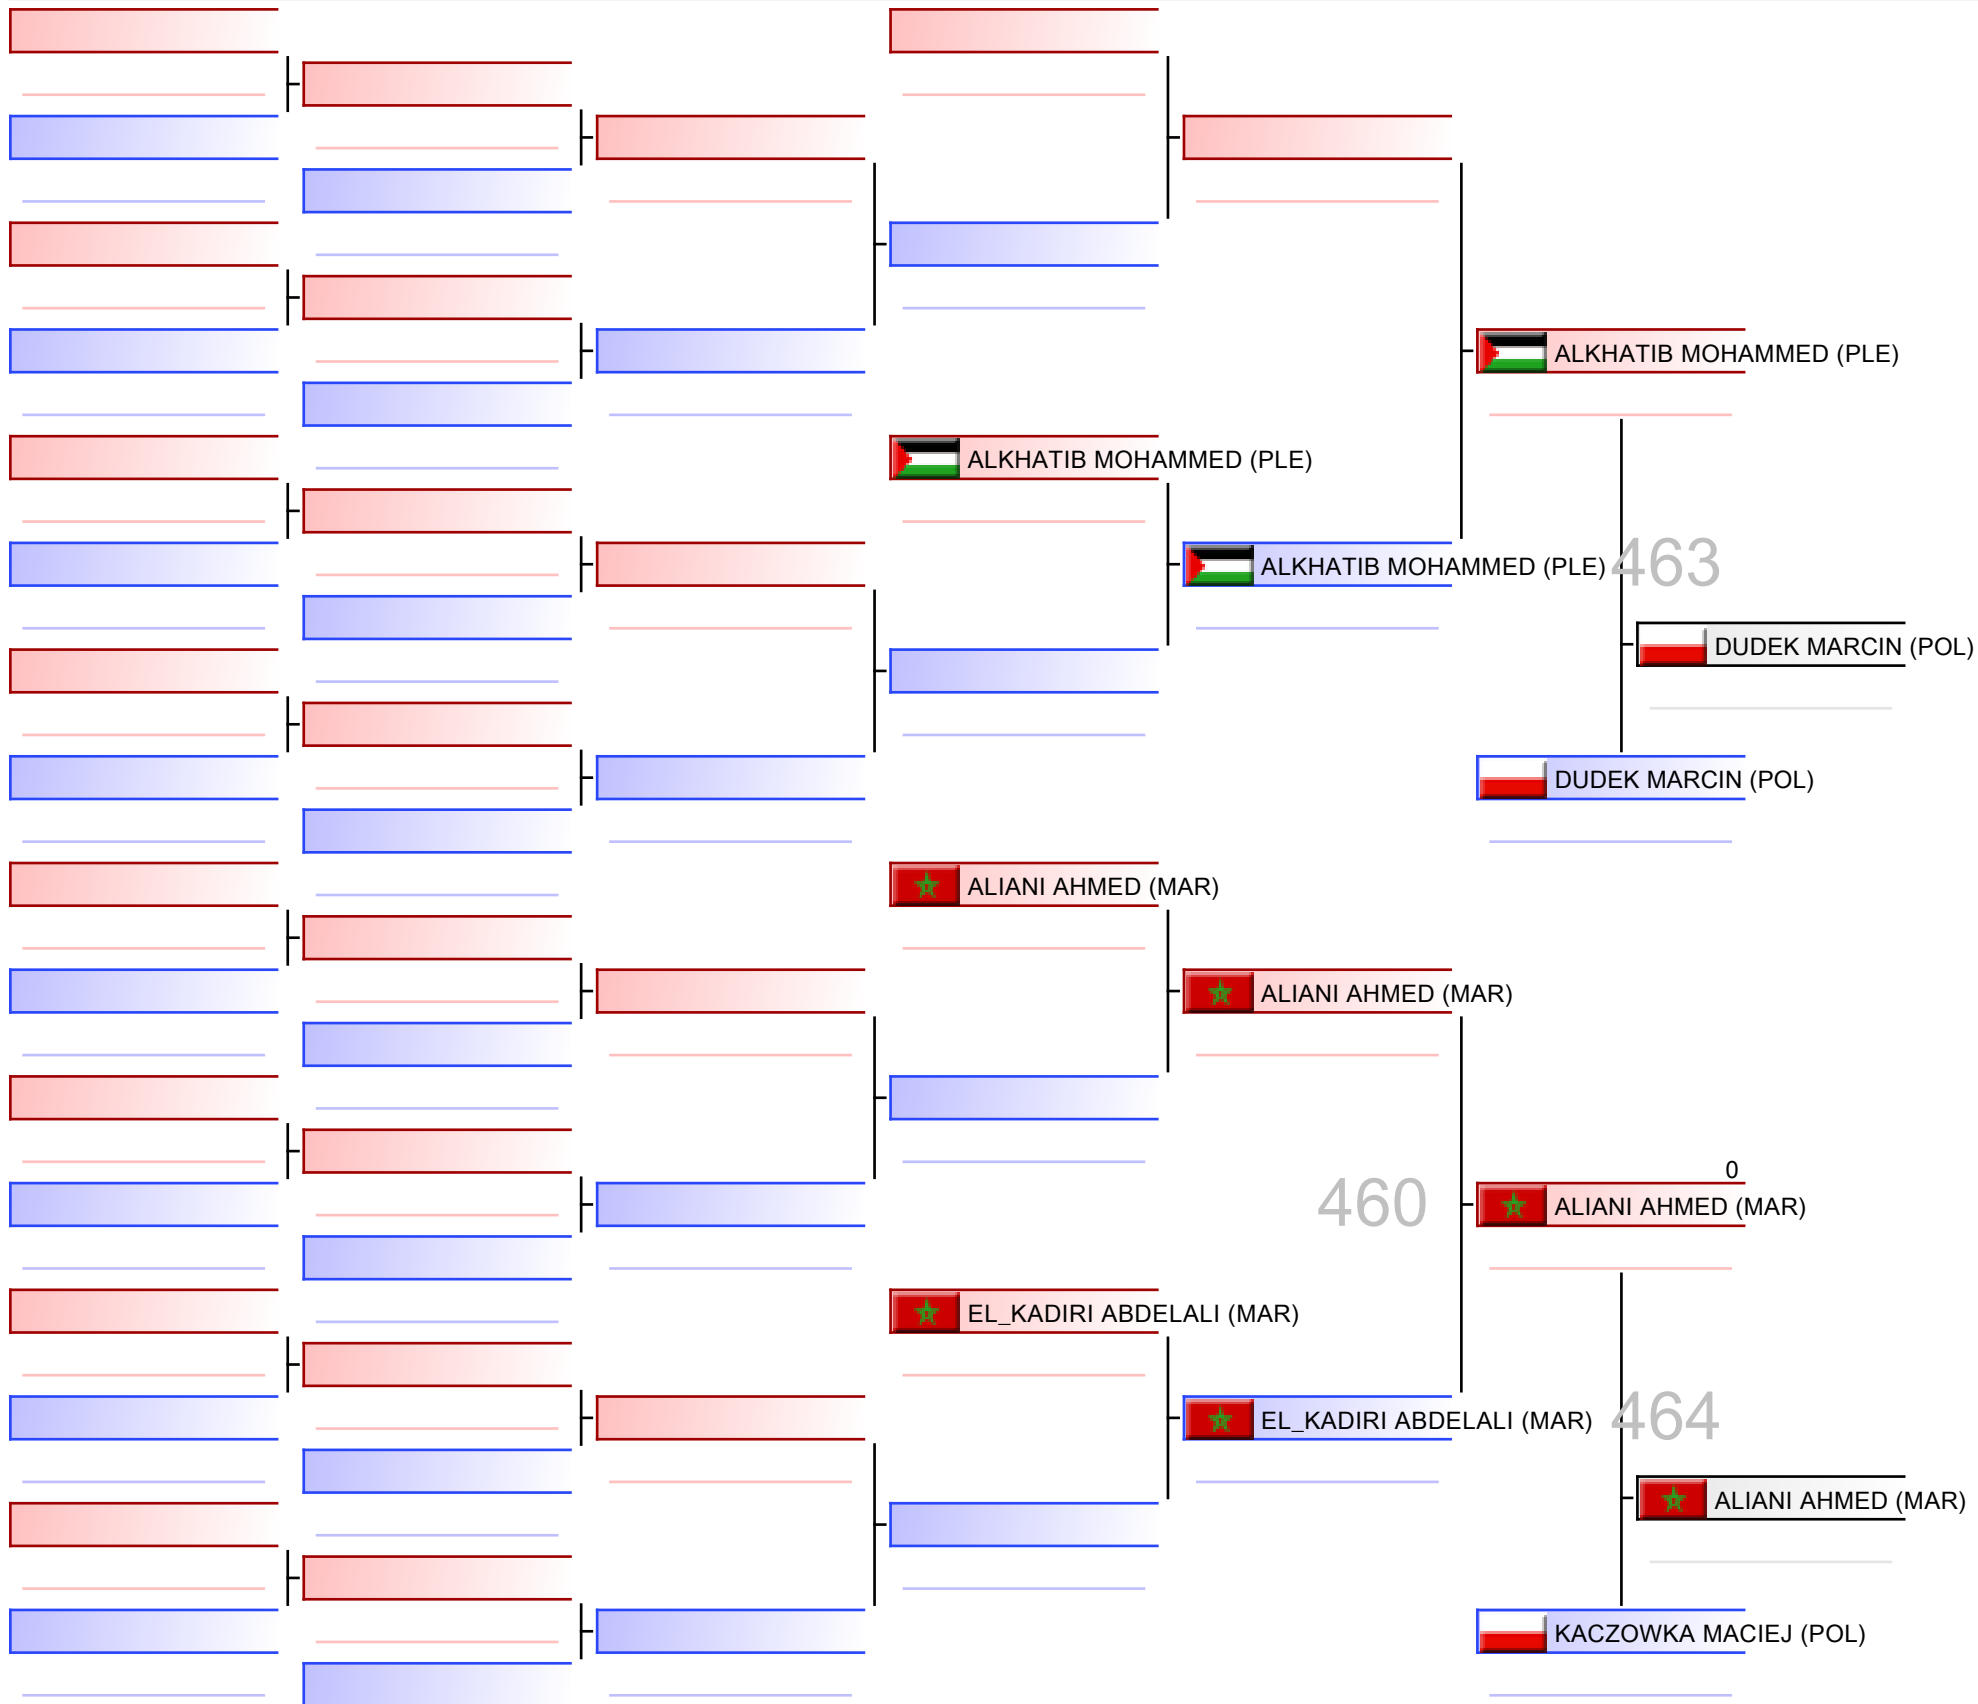 ALKHATIB MOHAMMED (PLE)
ALKHATIB MOHAMMED (PLE)
ALKHATIB MOHAMMED (PLE)
463
DUDEK MARCIN (POL)
DUDEK MARCIN (POL)
ALIANI AHMED (MAR)
ALIANI AHMED (MAR)
0
460
ALIANI AHMED (MAR)
EL_KADIRI ABDELALI (MAR)
EL_KADIRI ABDELALI (MAR)
464
ALIANI AHMED (MAR)
KACZOWKA MACIEJ (POL)